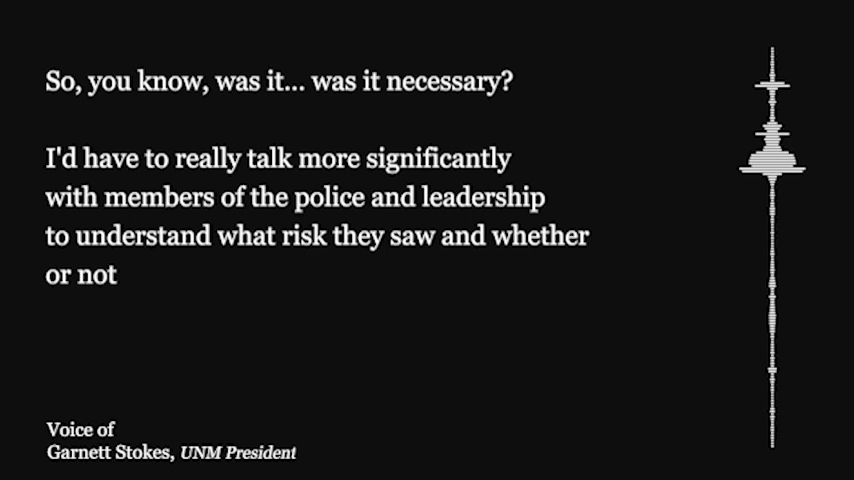 So, you know, was it... was it necessary?
I'd have to really talk more significantly
with members of the police and leadership
to understand what risk they saw and whether
or not
Voice of
Garnett Stokes, UNM President